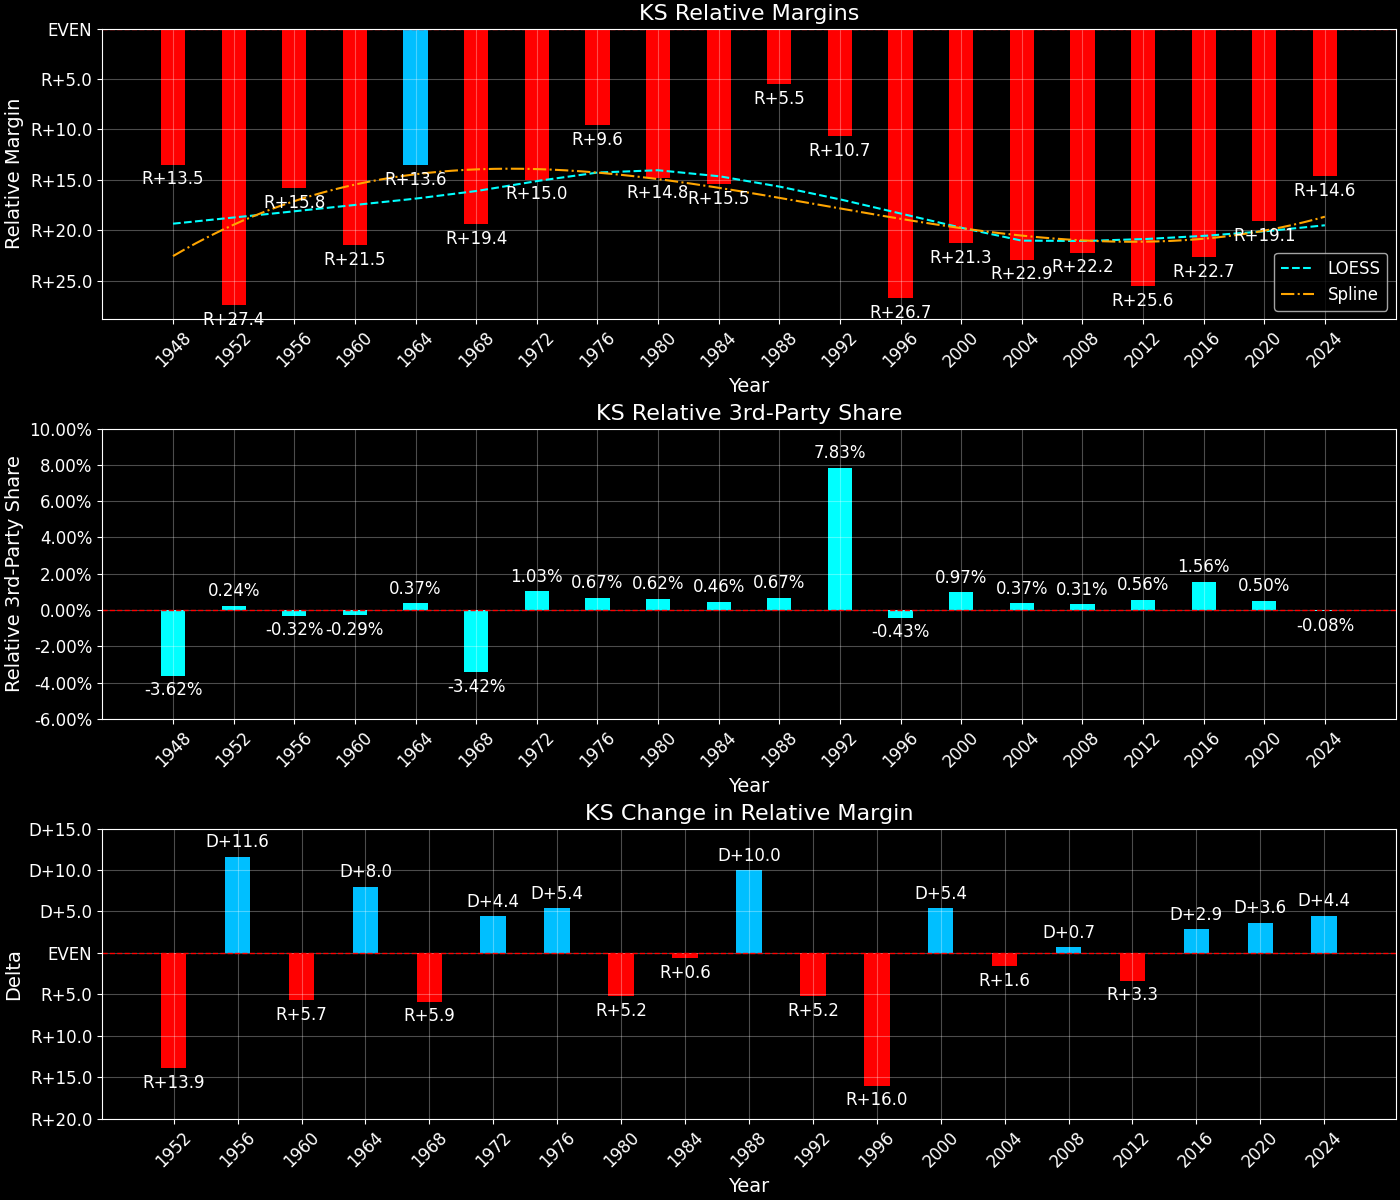 KS Relative Margins
Relative Margin
EVEN
R+5.0
R+10.0
R+15.0
R+20.0
R+25.0
R+13.5
R+27.4
R+15.8
R+21.5
R+13.6
R+19.4
R+15.0
R+9.6
R+14.8
R+15.5
R+5.5
R+10.7
R+26.7
R+21.3
R+22.9
R+22.2
R+25.6
R+22.7
R+19.1
R+14.6
LOESS
Spline
1948
1952
1956
1960
1964
1968
1972
1976
1980
1984
1988
1992
1996
2000
2004
2008
2012
2016
2020
2024
Year
KS Relative 3rd-Party Share
Relative 3rd-Party Share
10.00%
8.00%
6.00%
4.00%
2.00%
0.00%
-2.00%
-4.00%
-6.00%
-3.62%
0.24%
-0.32%
-0.29%
0.37%
-3.42%
1.03%
0.67%
0.62%
0.46%
0.67%
7.83%
-0.43%
0.97%
0.37%
0.31%
0.56%
1.56%
0.50%
-0.08%
1948
1952
1956
1960
1964
1968
1972
1976
1980
1984
1988
1992
1996
2000
2004
2008
2012
2016
2020
2024
Year
KS Change in Relative Margin
Delta
D+15.0
D+10.0
D+5.0
EVEN
R+5.0
R+10.0
R+15.0
R+20.0
R+13.9
D+11.6
R+5.7
D+8.0
R+5.9
D+4.4
D+5.4
R+5.2
R+0.6
D+10.0
R+5.2
R+16.0
D+5.4
R+1.6
D+0.7
R+3.3
D+2.9
D+3.6
D+4.4
1952
1956
1960
1964
1968
1972
1976
1980
1984
1988
1992
1996
2000
2004
2008
2012
2016
2020
2024
Year